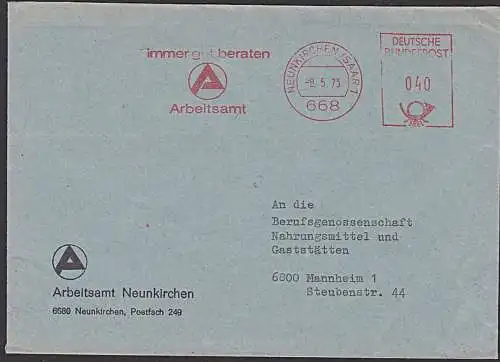 immer gut beraten
Arbeitsamt
NEUNKIRCHEN (SAAR) 1
-8. 5. 73
668
DEUTSCHE
BUNDESPOST
040
An die
Berufsgenossenschaft
Nahrungsmittel und
Gaststätten
6800 Mannheim 1
Steubenstr. 44
Arbeitsamt Neunkirchen
6680 Neunkirchen, Postfach 249